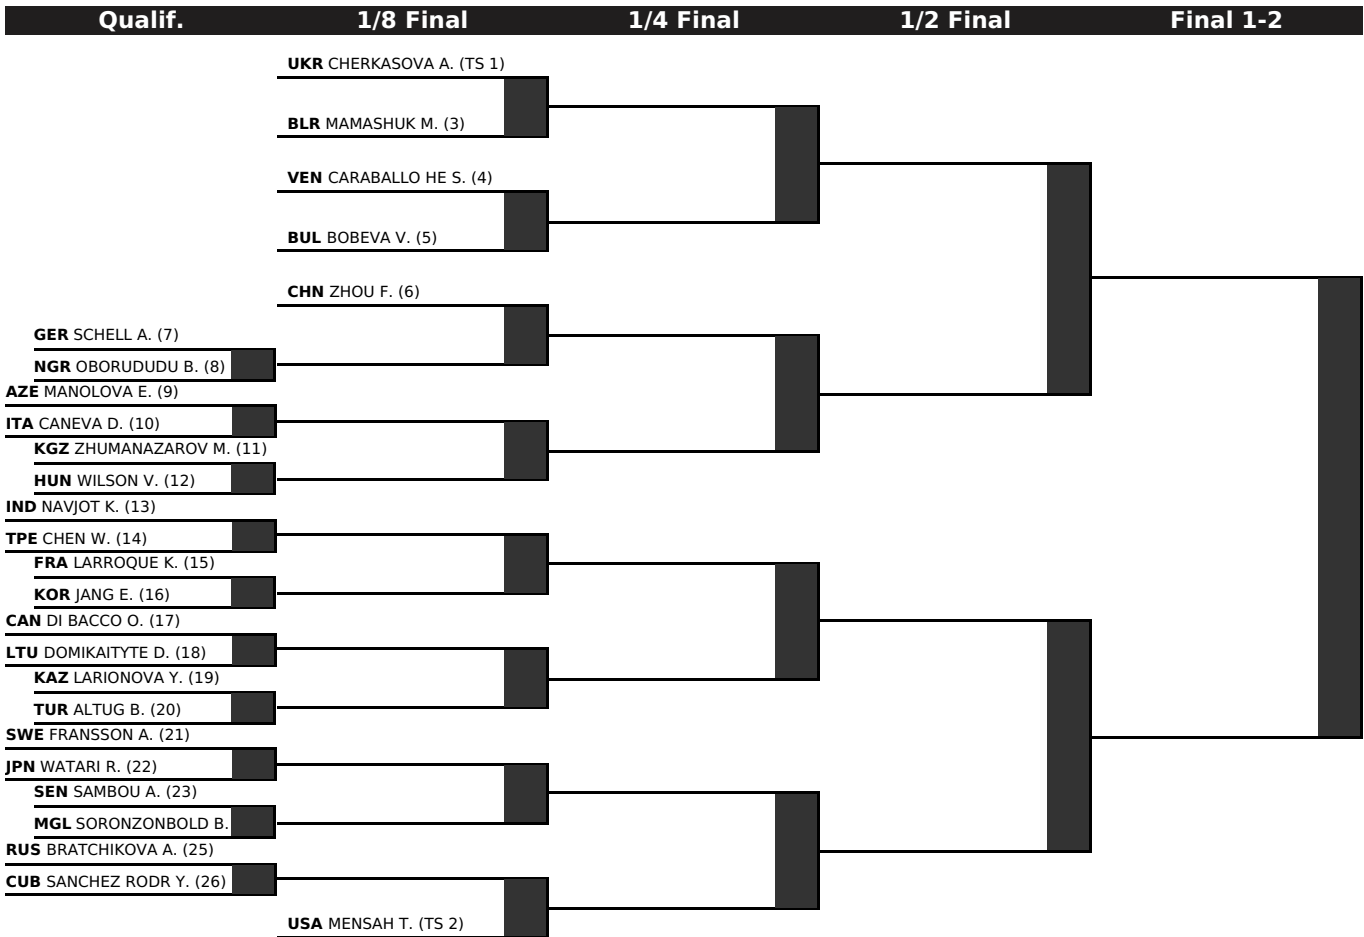 Qualif. 1/8 Final 1/4 Final 1/2 Final Final 1-2
UKR CHERKASOVA A. (TS 1)
BLR MAMASHUK M. (3)
VEN CARABALLO HE S. (4)
BUL BOBEVA V. (5)
CHN ZHOU F. (6)
GER SCHELL A. (7)
NGR OBORUDUDU B. (8)
AZE MANOLOVA E. (9)
ITA CANEVA D. (10)
KGZ ZHUMANAZAROV M. (11)
HUN WILSON V. (12)
IND NAVJOT K. (13)
TPE CHEN W. (14)
FRA LARROQUE K. (15)
KOR JANG E. (16)
CAN DI BACCO O. (17)
LTU DOMIKAITYTE D. (18)
KAZ LARIONOVA Y. (19)
TUR ALTUG B. (20)
SWE FRANSSON A. (21)
JPN WATARI R. (22)
SEN SAMBOU A. (23)
MGL SORONZONBOLD B.
RUS BRATCHIKOVA A. (25)
CUB SANCHEZ RODR Y. (26)
USA MENSAH T. (TS 2)